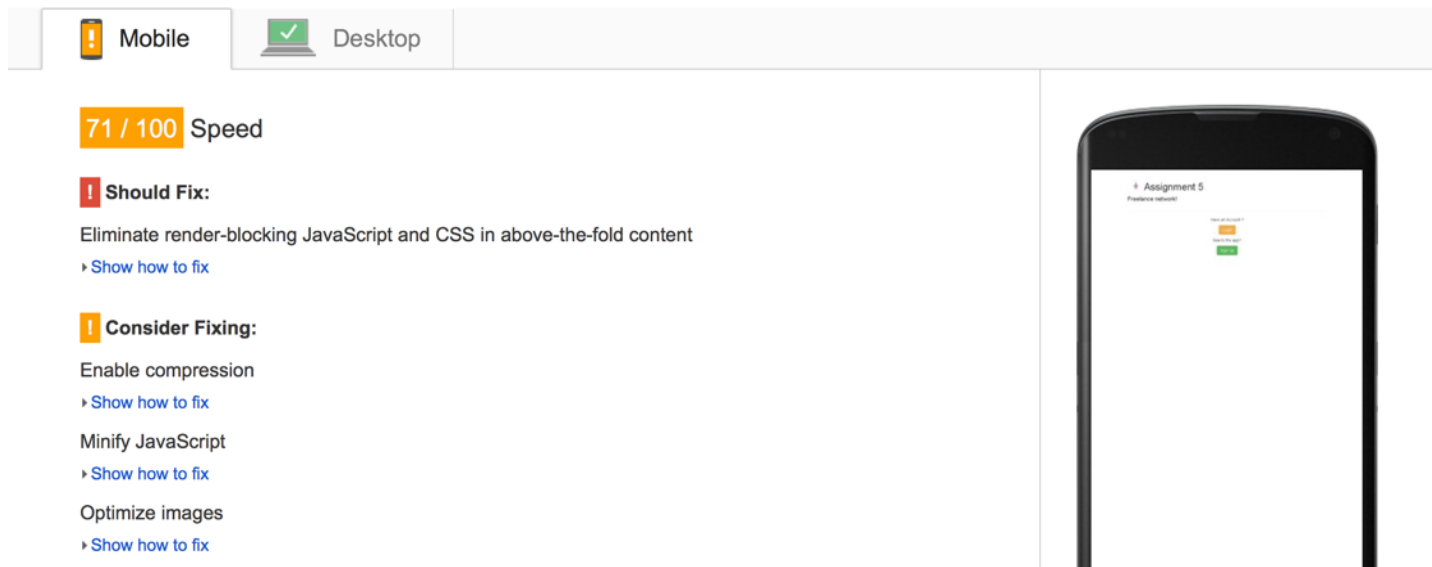 Mobile
Desktop
71 / 100 Speed
! Should Fix:
Eliminate render-blocking JavaScript and CSS in above-the-fold content
Show how to fix
! Consider Fixing:
Enable compression
Show how to fix
Minify JavaScript
Show how to fix
Optimize images
Show how to fix
Assignment 5
Freelance network!